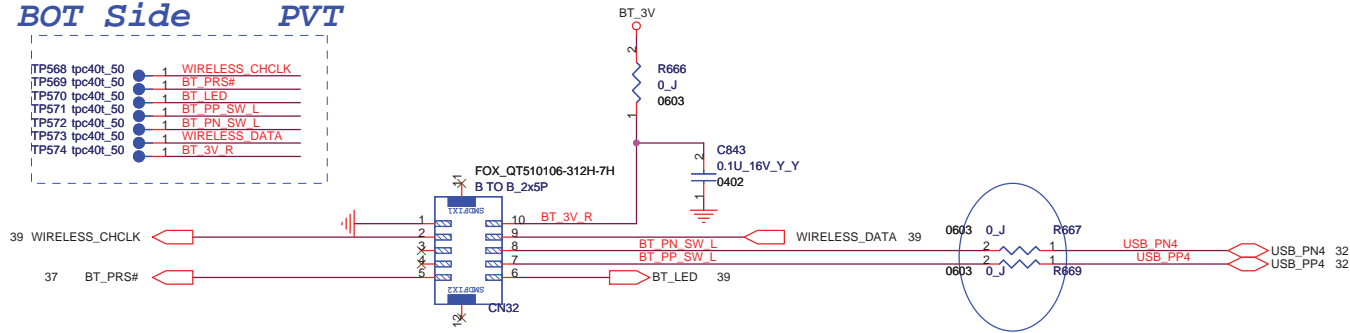 BOT Side PVT
TP568 tpc40t_50 1 WIRELESS_CHCLK
TP569 tpc40t_50 1 BT_PRS#
TP570 tpc40t_50 1 BT_LED
TP571 tpc40t_50 1 BT_PP_SW_L
TP572 tpc40t_50 1 BT_PN_SW_L
TP573 tpc40t_50 1 WIRELESS_DATA
TP574 tpc40t_50 1 BT_3V_R
BT_3V
2
R666
0_J
0603
1
2
C843
0.1U_16V_Y_Y
0402
1
FOX_QT510106-312H-7H
B TO B_2x5P
11
SMDFIX1
1 10 BT_3V_R
39 WIRELESS_CHCLK 2 9 WIRELESS_DATA 39
3 8 BT_PN_SW_L
4 7 BT_PP_SW_L
37 BT_PRS# 5 6 BT_LED 39
SMDFIX2
CN32
12
0603 0_J R667
2 1 USB_PN4 USB_PN4 32
2 1 USB_PP4 USB_PP4 32
0603 0_J R669